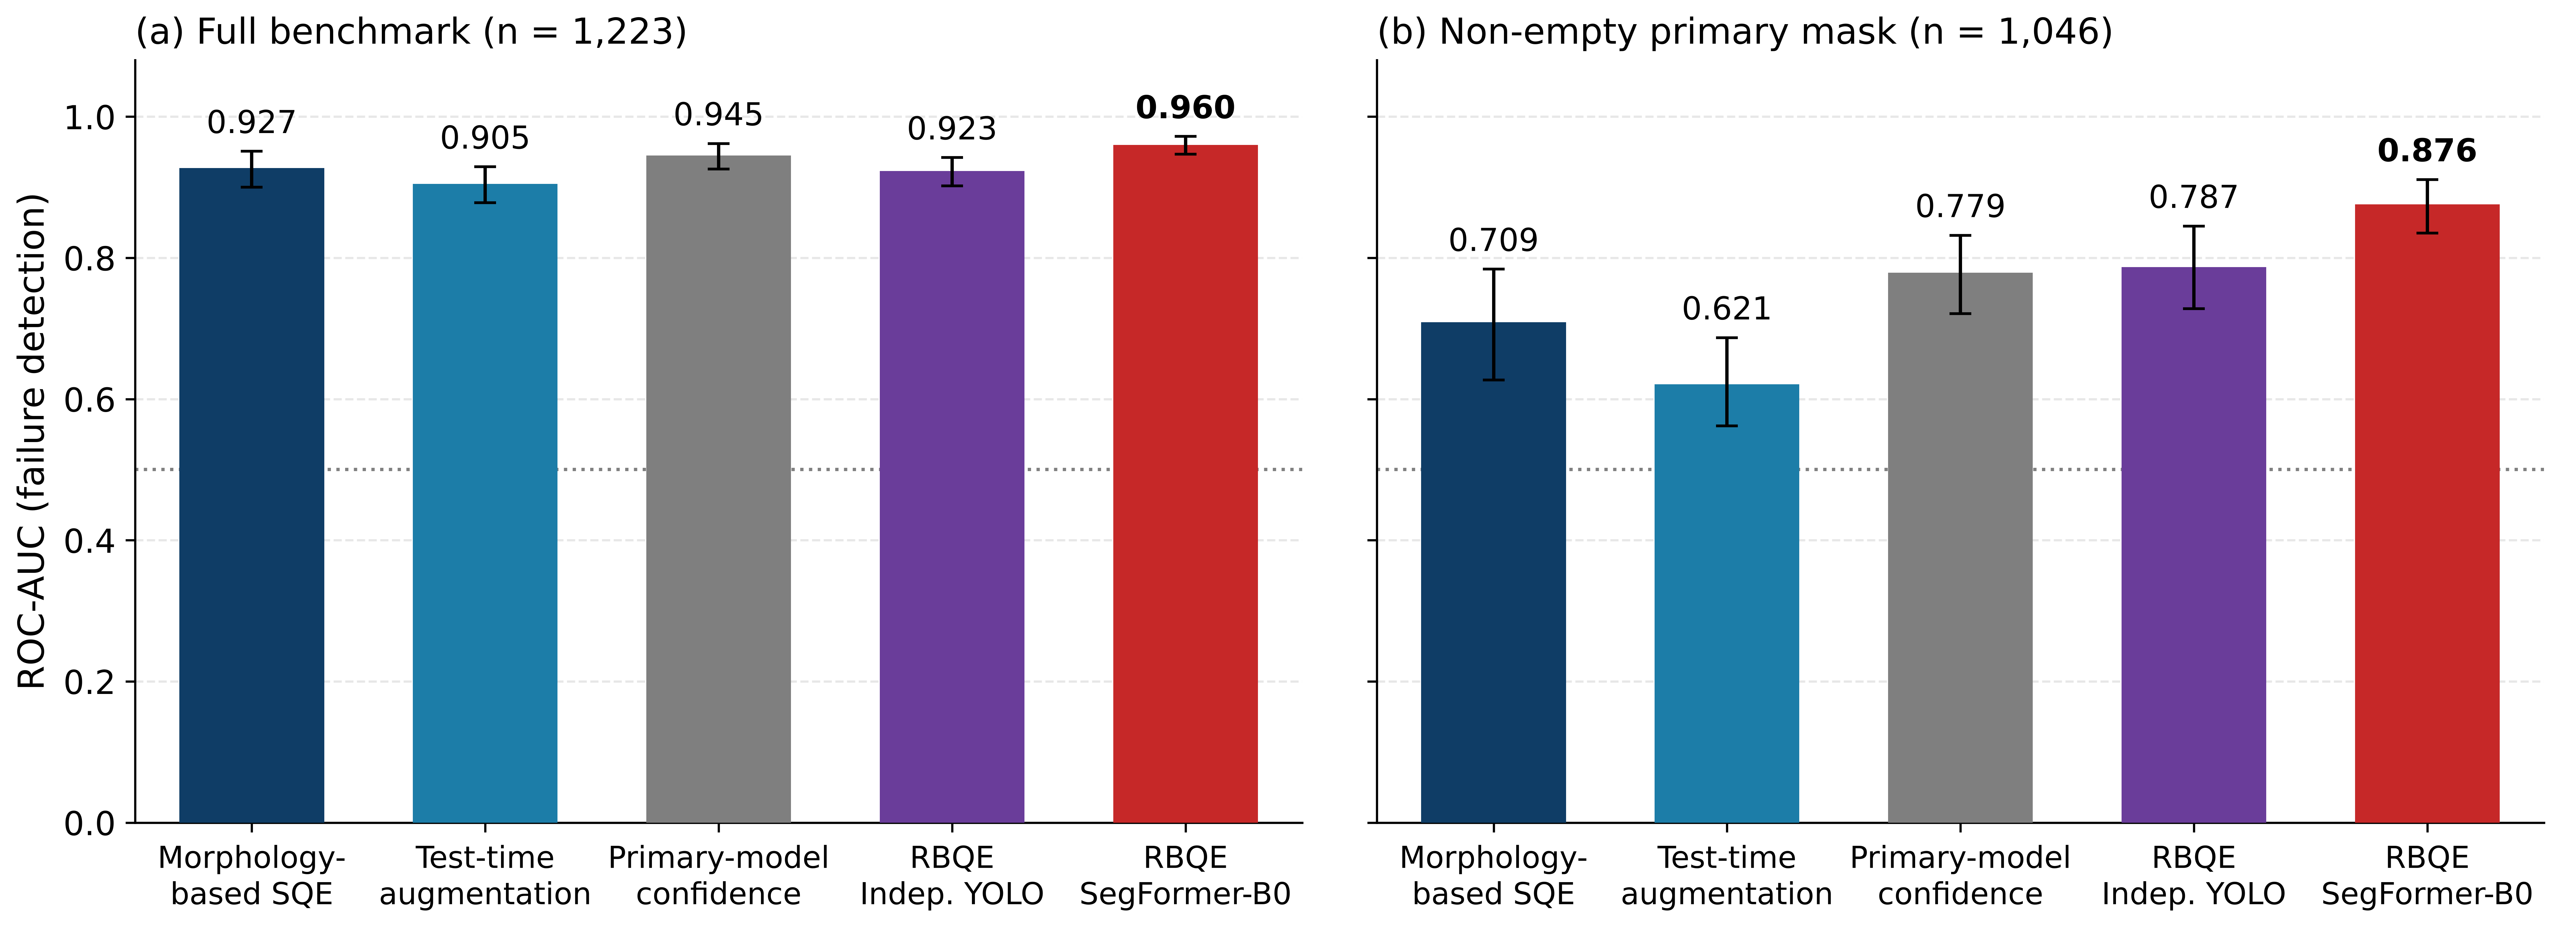 (a) Full benchmark (n = 1,223)
ROC-AUC (failure detection)
1.0
0.8
0.6
0.4
0.2
0.0
0.927
0.905
0.945
0.923
0.960
Morphology-
based SQE
Test-time
augmentation
Primary-model
confidence
RBQE
Indep. YOLO
RBQE
SegFormer-B0
(b) Non-empty primary mask (n = 1,046)
0.709
0.621
0.779
0.787
0.876
Morphology-
based SQE
Test-time
augmentation
Primary-model
confidence
RBQE
Indep. YOLO
RBQE
SegFormer-B0